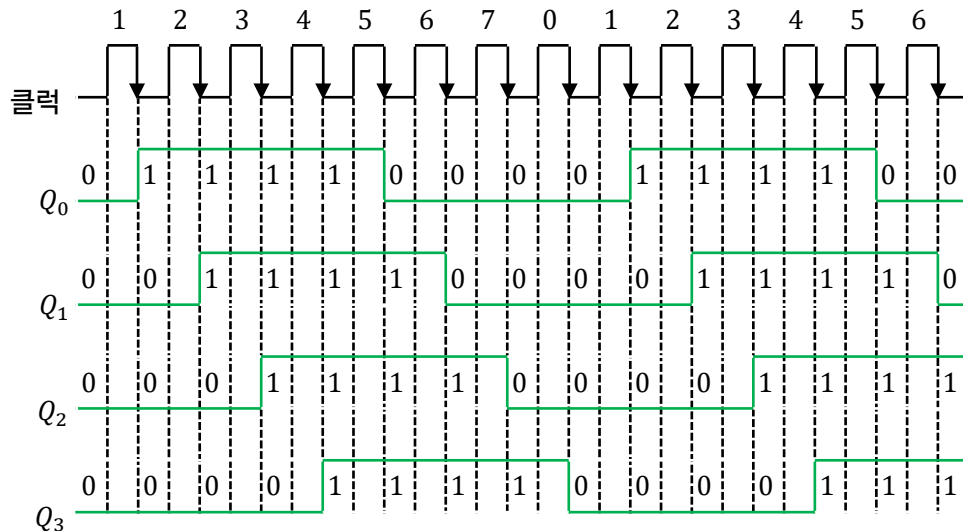 1 2 3 4 5 6 7 0 1 2 3 4 5 6
클럭
0 1 1 1 1 0 0 0 0 1 1 1 1 0 0
Q₀
0 0 1 1 1 1 0 0 0 0 1 1 1 1 0
Q₁
0 0 0 1 1 1 1 0 0 0 0 1 1 1 1
Q₂
0 0 0 0 1 1 1 1 0 0 0 0 1 1 1
Q₃